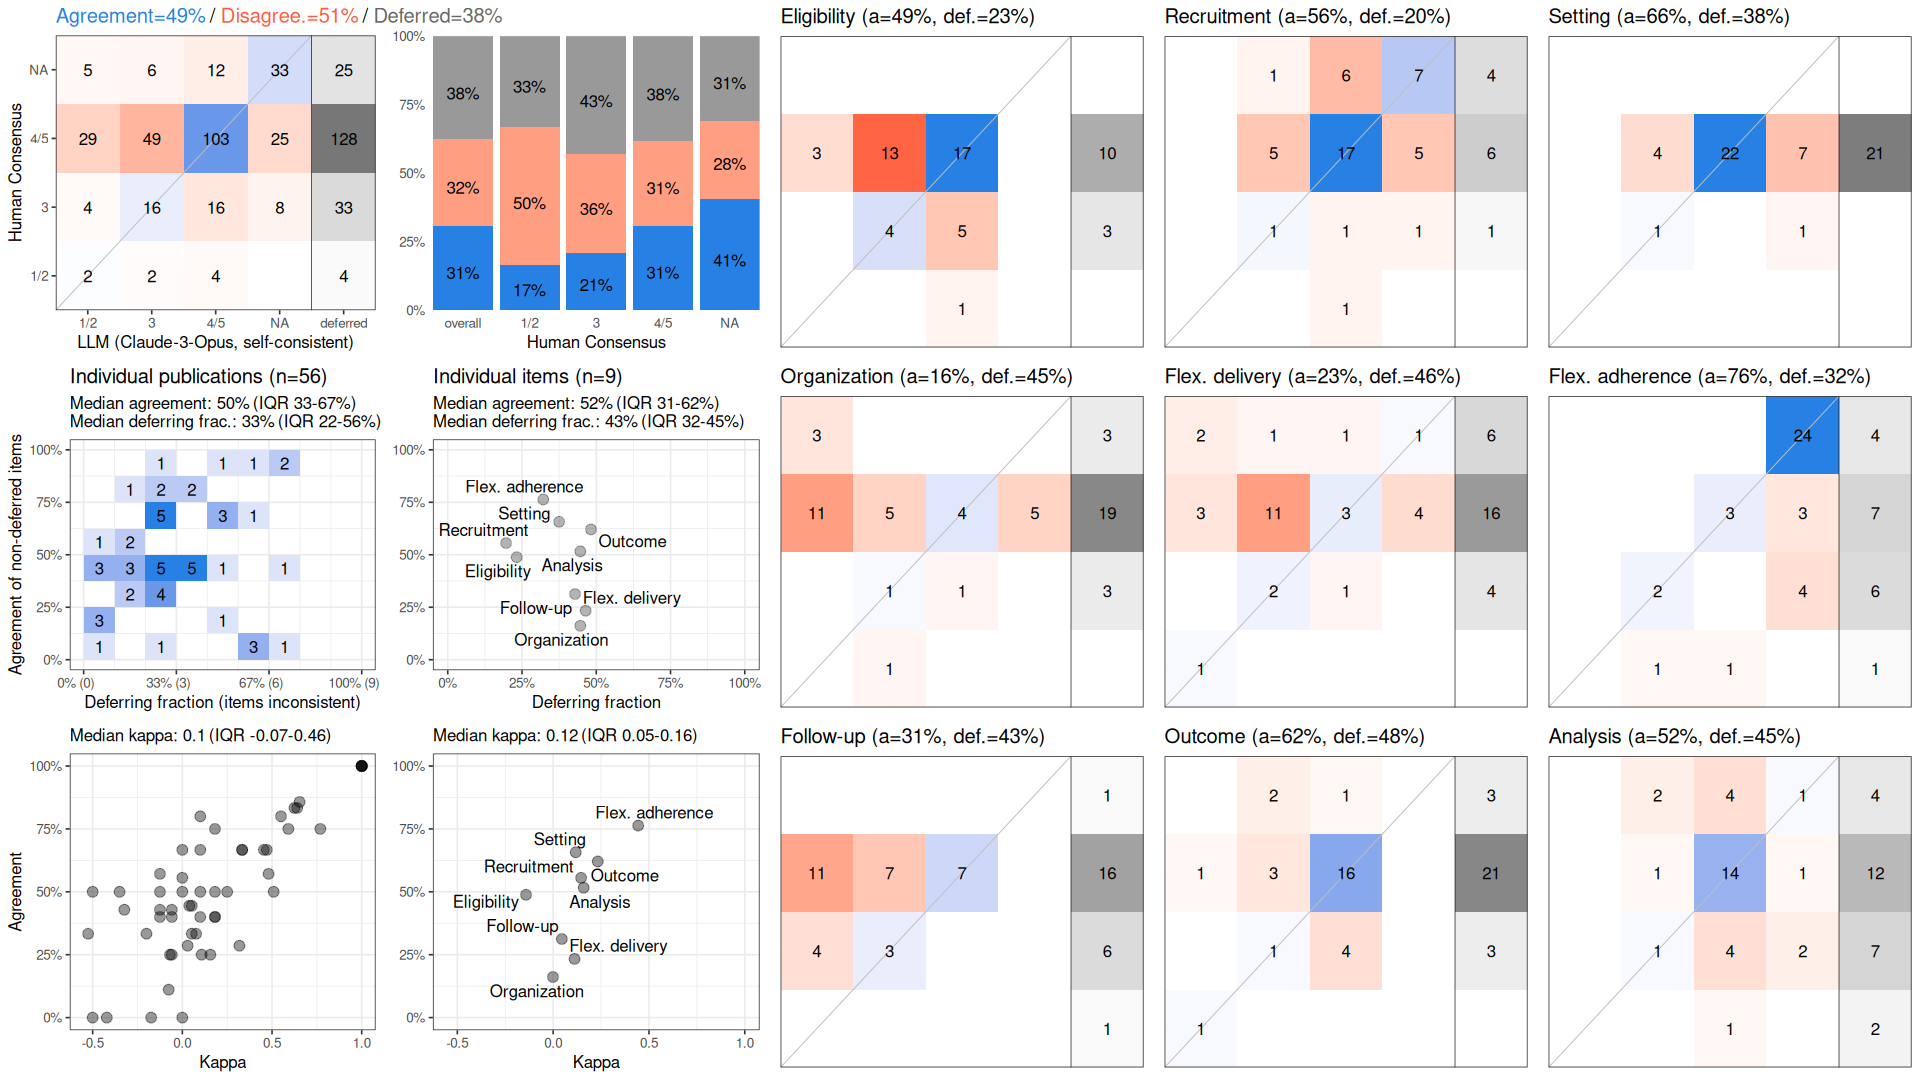 Agreement=49% / Disagree.=51% / Deferred=38%
Human Consensus
NA 5 6 12 33 25
4/5 29 49 103 25 128
3 4 16 16 8 33
1/2 2 2 4 4
1/2 3 4/5 NA deferred
LLM (Claude-3-Opus, self-consistent)
100%
75%
50%
25%
0%
38% 33% 43% 38% 31%
32% 50% 36% 31% 28%
31% 17% 21% 31% 41%
overall 1/2 3 4/5 NA
Human Consensus
Eligibility (a=49%, def.=23%)
3 13 17 10
4 5 3
1
Recruitment (a=56%, def.=20%)
1 6 7 4
5 17 5 6
1 1 1 1
1
Setting (a=66%, def.=38%)
4 22 7 21
1 1
Individual publications (n=56)
Median agreement: 50% (IQR 33-67%)
Median deferring frac.: 33% (IQR 22-56%)
Agreement of non-deferred items
100%
75%
50%
25%
0%
1 1 1 2
1 2 2
5 3 1
1 2
3 3 5 5 1 1
2 4
3 1
1 1 3 1
0% (0) 33% (3) 67% (6) 100% (9)
Deferring fraction (items inconsistent)
Individual items (n=9)
Median agreement: 52% (IQR 31-62%)
Median deferring frac.: 43% (IQR 32-45%)
100%
75%
50%
25%
0%
Flex. adherence
Setting
Recruitment
Outcome
Analysis
Eligibility
Flex. delivery
Follow-up
Organization
0% 25% 50% 75% 100%
Deferring fraction
Organization (a=16%, def.=45%)
3 3
11 5 4 5 19
1 1 3
1
Flex. delivery (a=23%, def.=46%)
2 1 1 1 6
3 11 3 4 16
2 1 4
1
Flex. adherence (a=76%, def.=32%)
24 4
3 3 7
2 4 6
1 1 1
Median kappa: 0.1 (IQR -0.07-0.46)
Agreement
100%
75%
50%
25%
0%
-0.5 0.0 0.5 1.0
Kappa
Median kappa: 0.12 (IQR 0.05-0.16)
100%
75%
50%
25%
0%
Flex. adherence
Setting
Recruitment
Outcome
Eligibility
Analysis
Follow-up
Flex. delivery
Organization
-0.5 0.0 0.5 1.0
Kappa
Follow-up (a=31%, def.=43%)
1
11 7 7 16
4 3 6
1
Outcome (a=62%, def.=48%)
2 1 3
1 3 16 21
1 4 3
1
Analysis (a=52%, def.=45%)
2 4 1 4
1 14 1 12
1 4 2 7
1 2